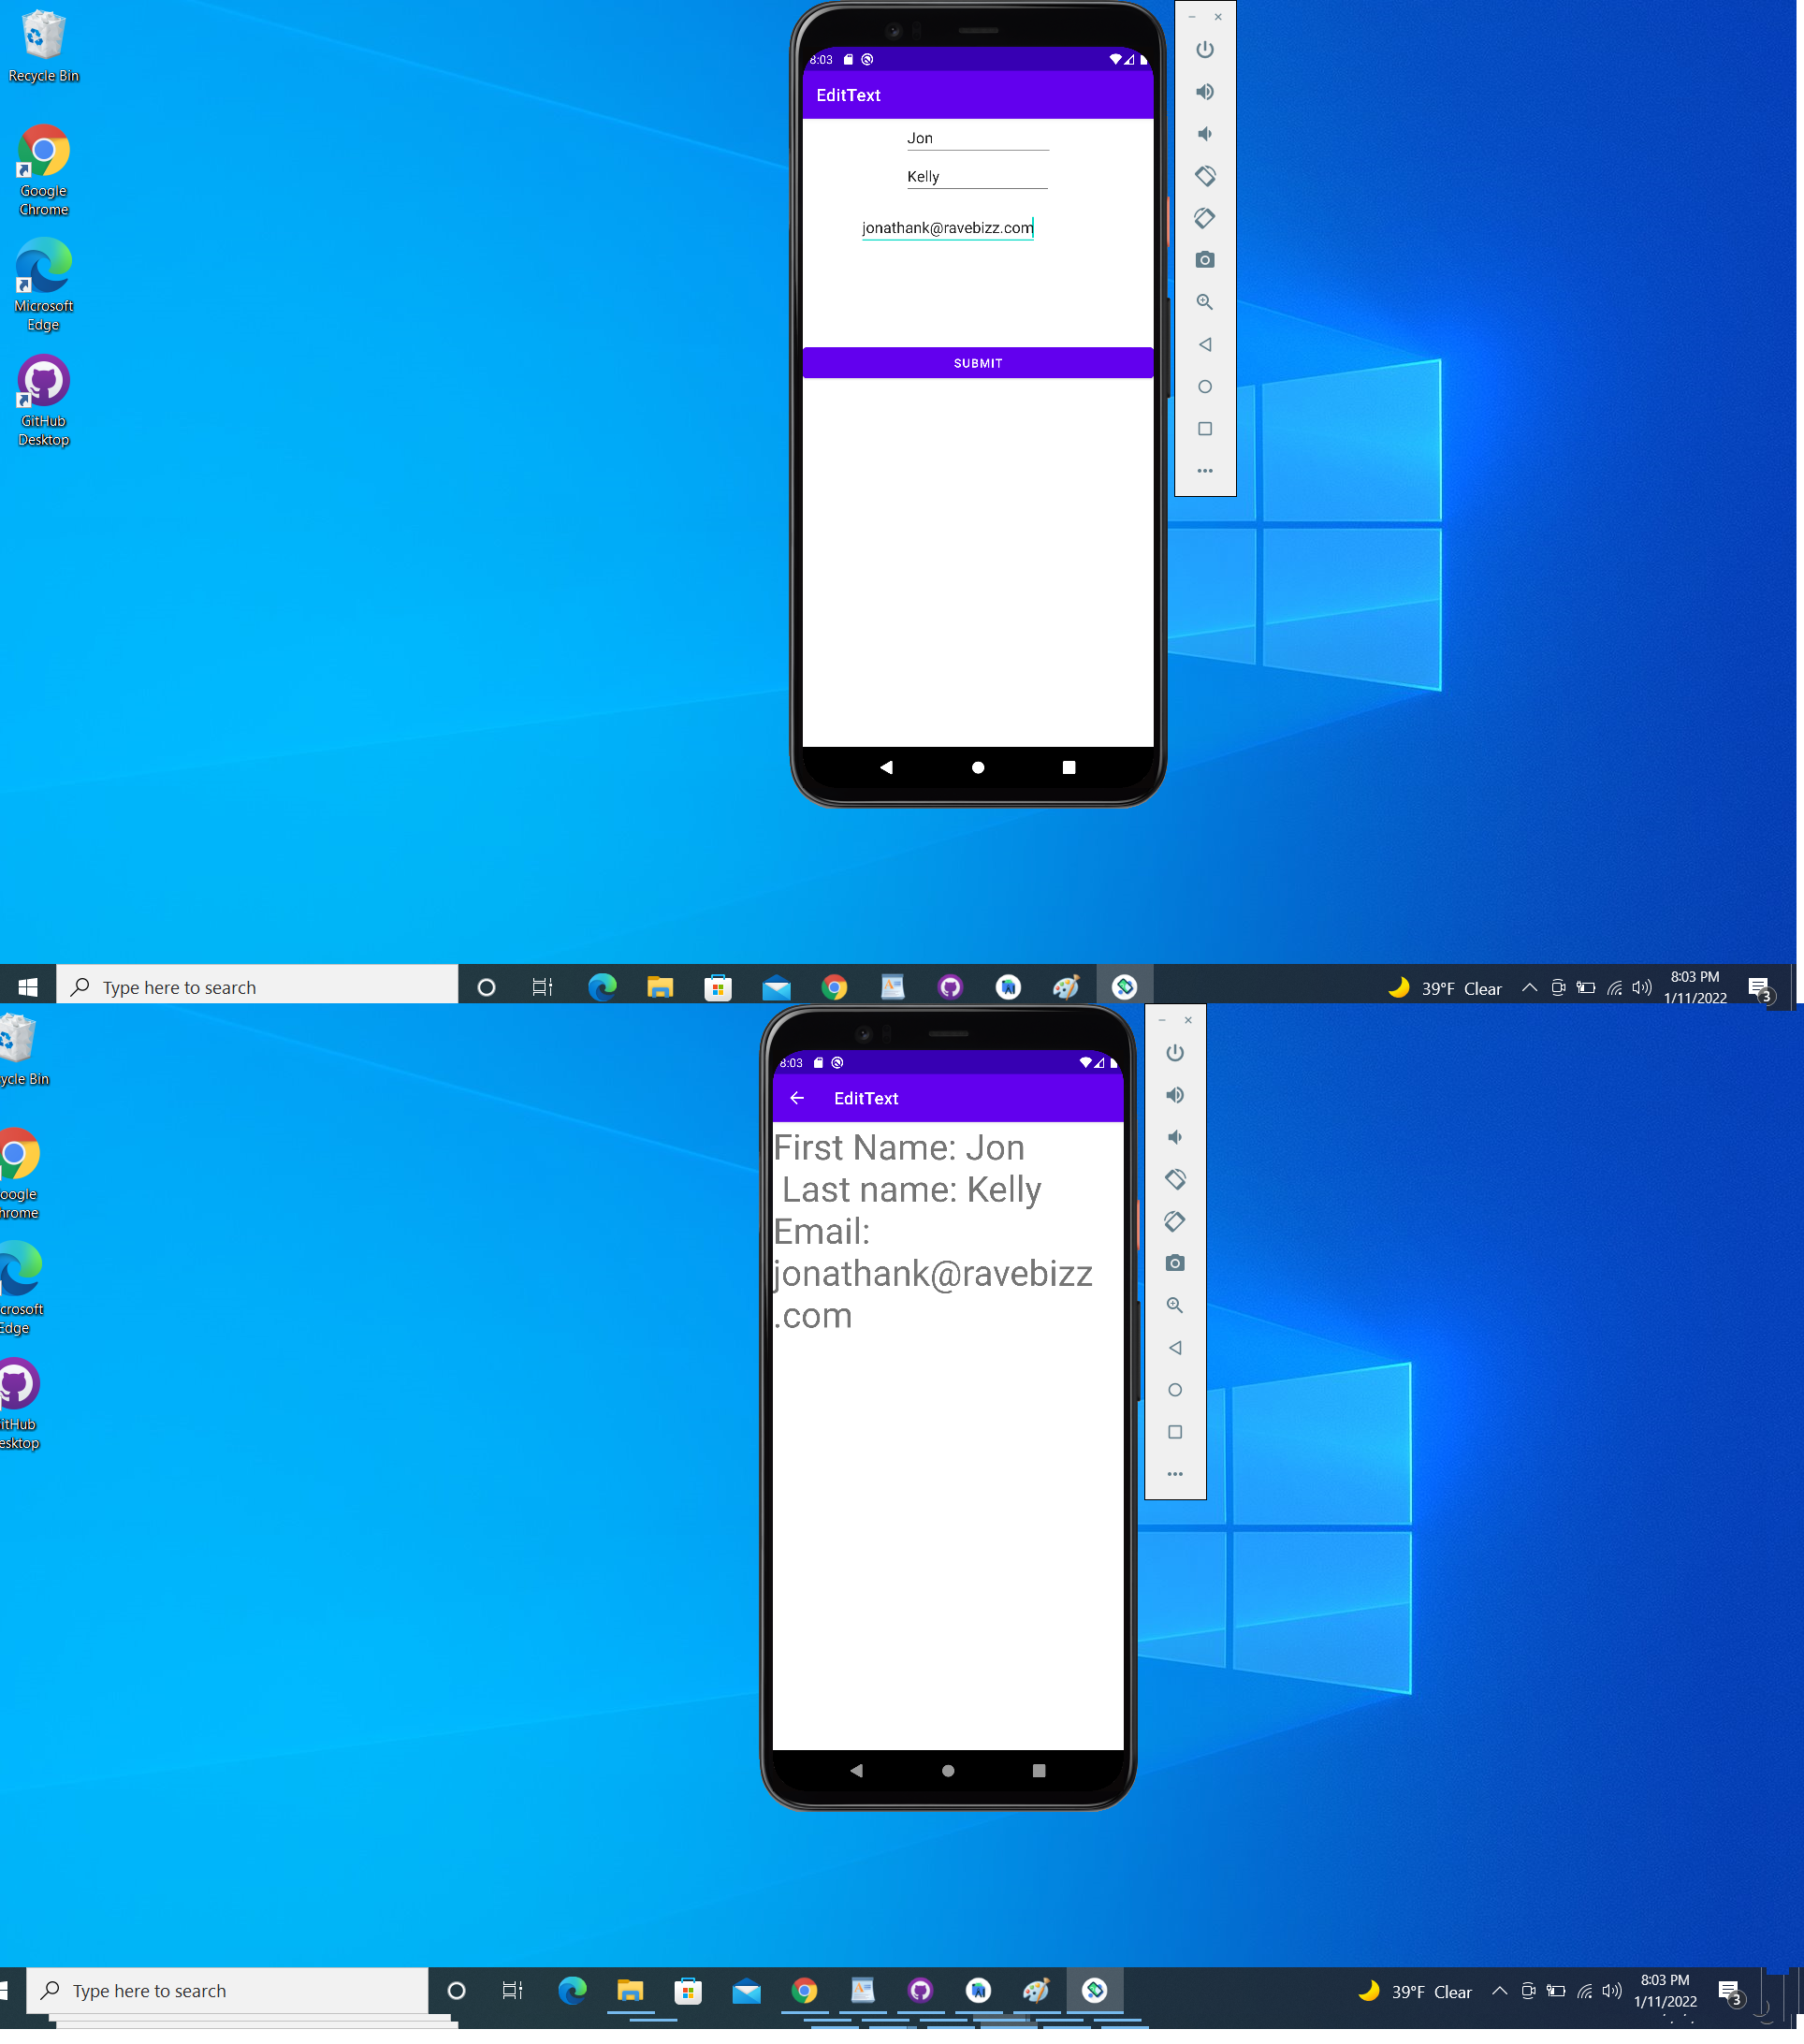 Recycle Bin
Google
Chrome
Microsoft
Edge
GitHub
Desktop
8:03
EditText
Jon
Kelly
jonathank@ravebizz.com
SUBMIT
Type here to search
39°F Clear
8:03 PM
1/11/2022
3
ycle Bin
oogle
hrome
crosoft
Edge
itHub
esktop
8:03
EditText
First Name: Jon
Last name: Kelly
Email:
jonathank@ravebizz
.com
Type here to search
39°F Clear
8:03 PM
1/11/2022
3